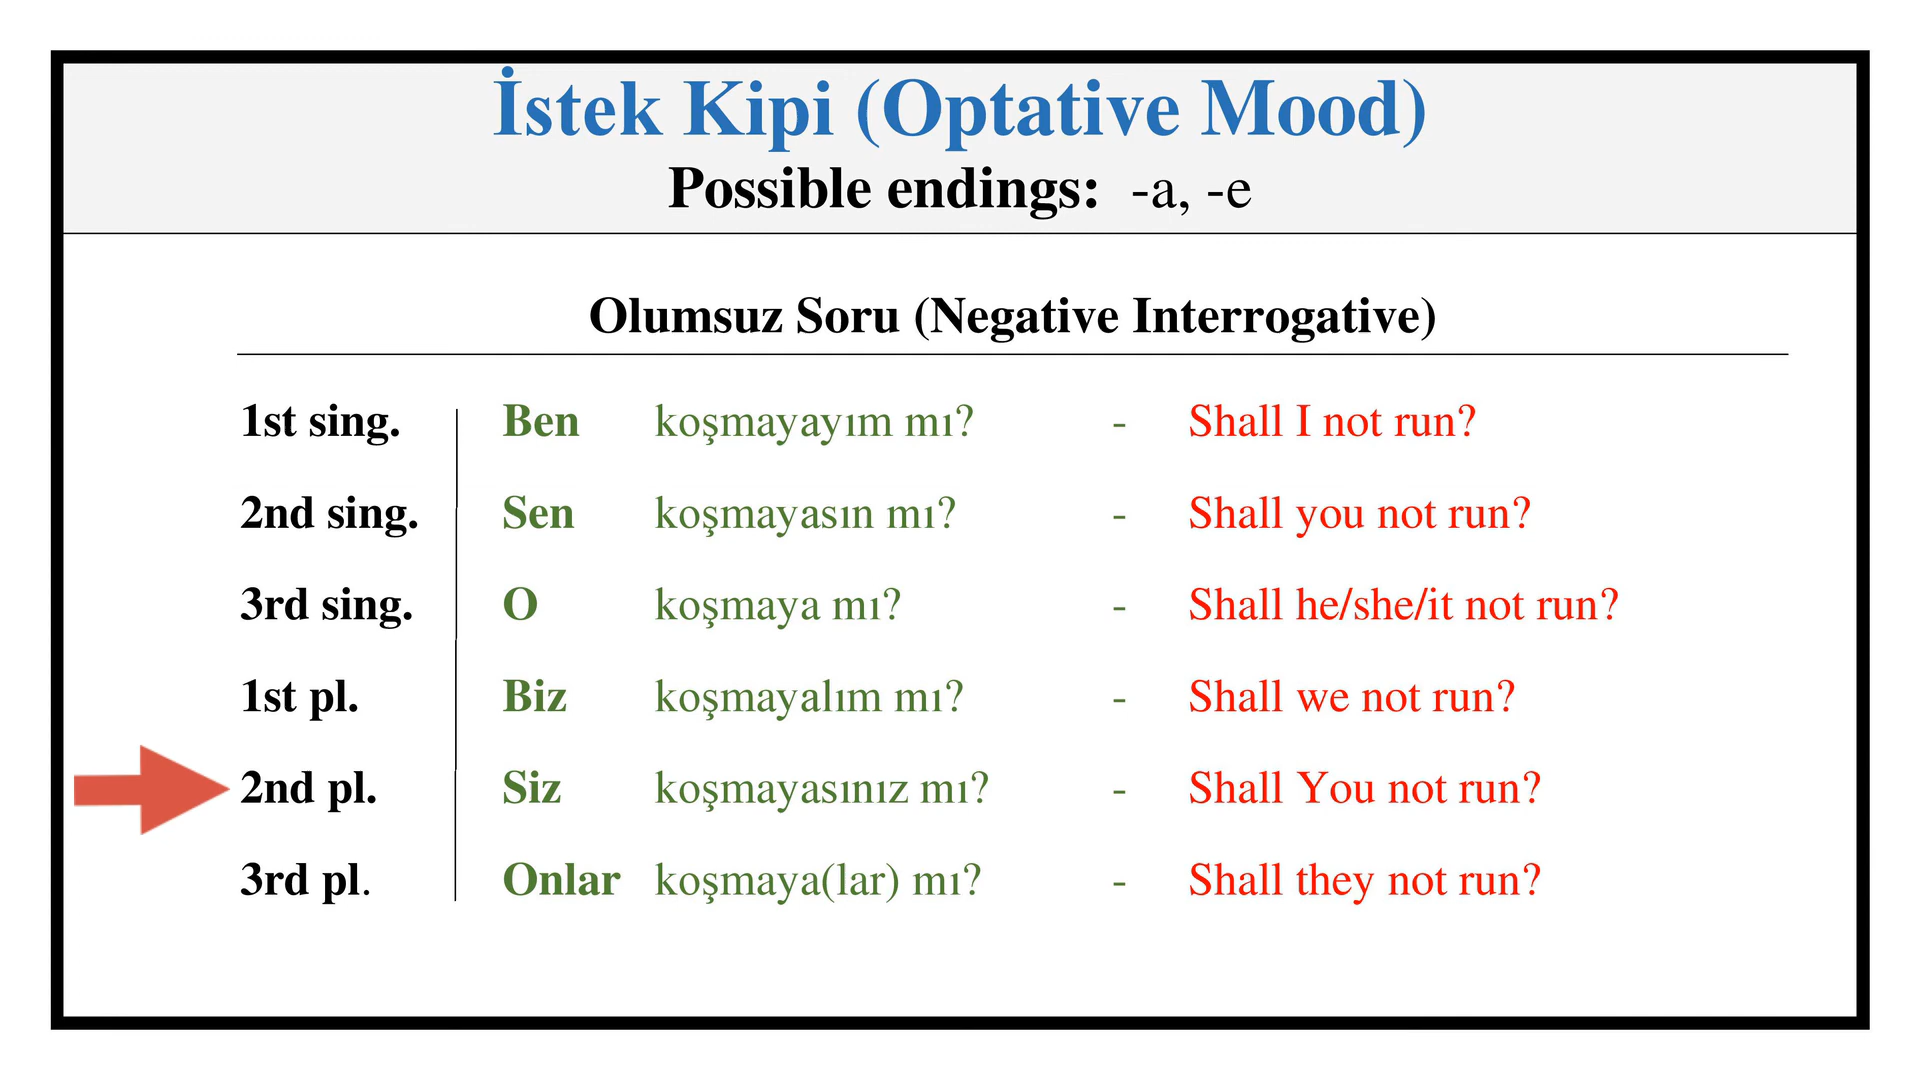 İstek Kipi (Optative Mood)
Possible endings: -a, -e
Olumsuz Soru (Negative Interrogative)
1st sing. Ben koşmayayım mı? - Shall I not run?
2nd sing. Sen koşmayasın mı? - Shall you not run?
3rd sing. O koşmaya mı? - Shall he/she/it not run?
1st pl. Biz koşmayalım mı? - Shall we not run?
2nd pl. Siz koşmayasınız mı? - Shall You not run?
3rd pl. Onlar koşmaya(lar) mı? - Shall they not run?